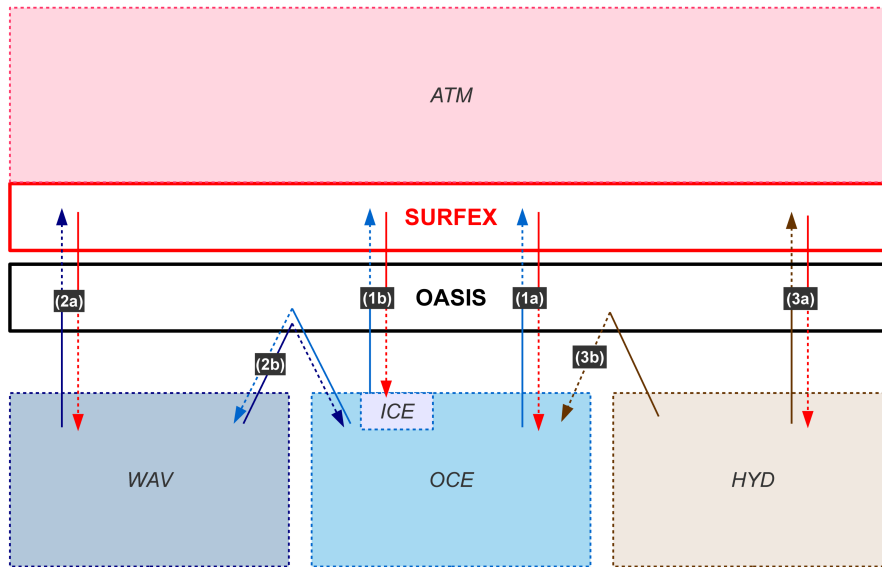 ATM
SURFEX
OASIS
(2a)
(1b)
(1a)
(3a)
(2b)
(3b)
ICE
WAV
OCE
HYD